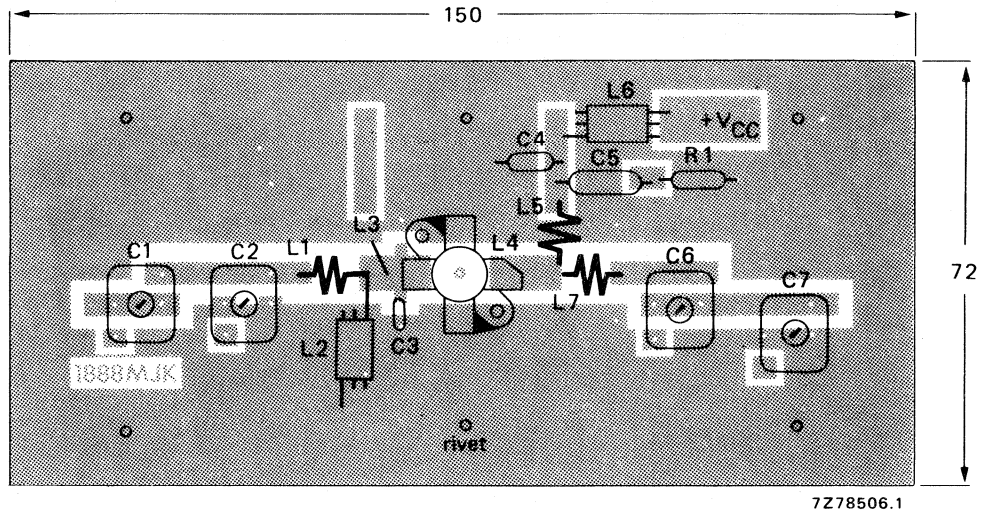 150
L6
+VCC
C4
C5
R1
L5
L3
C1
C2
L1
L4
C6
C7
72
L7
L2
C3
1888MJK
rivet
7Z78506.1